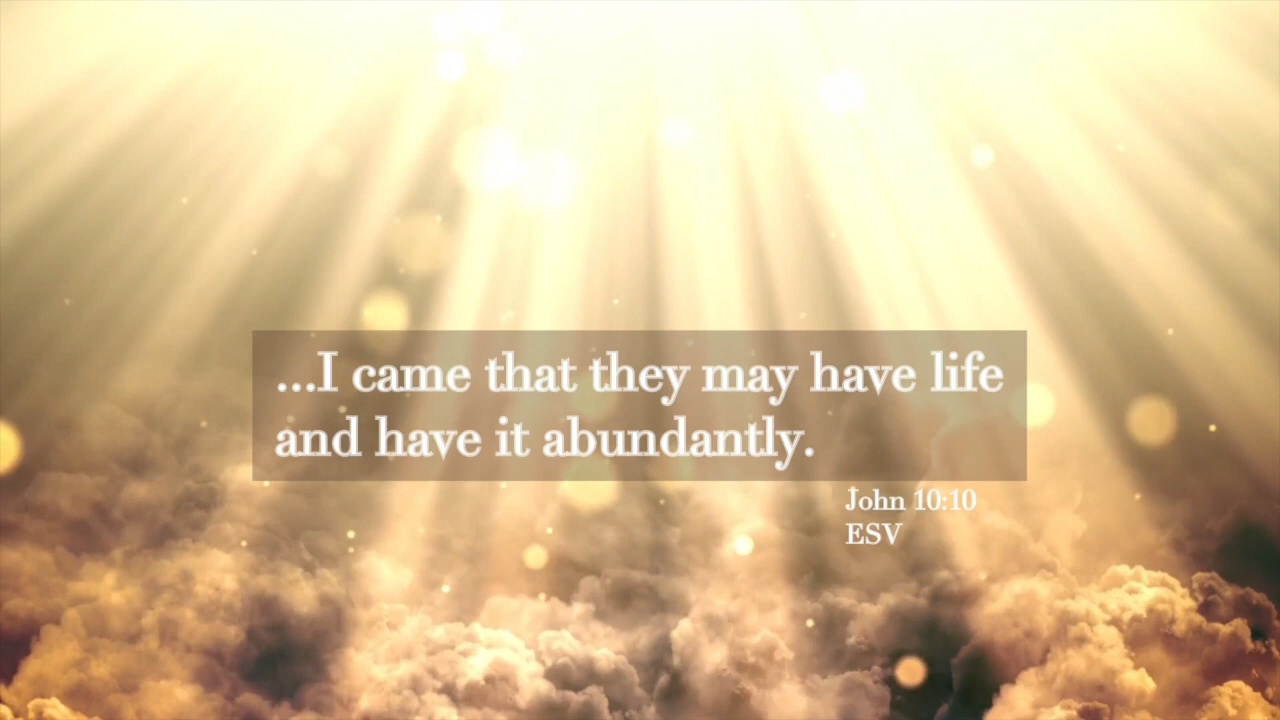 ...I came that they may have life
and have it abundantly.
John 10:10
ESV